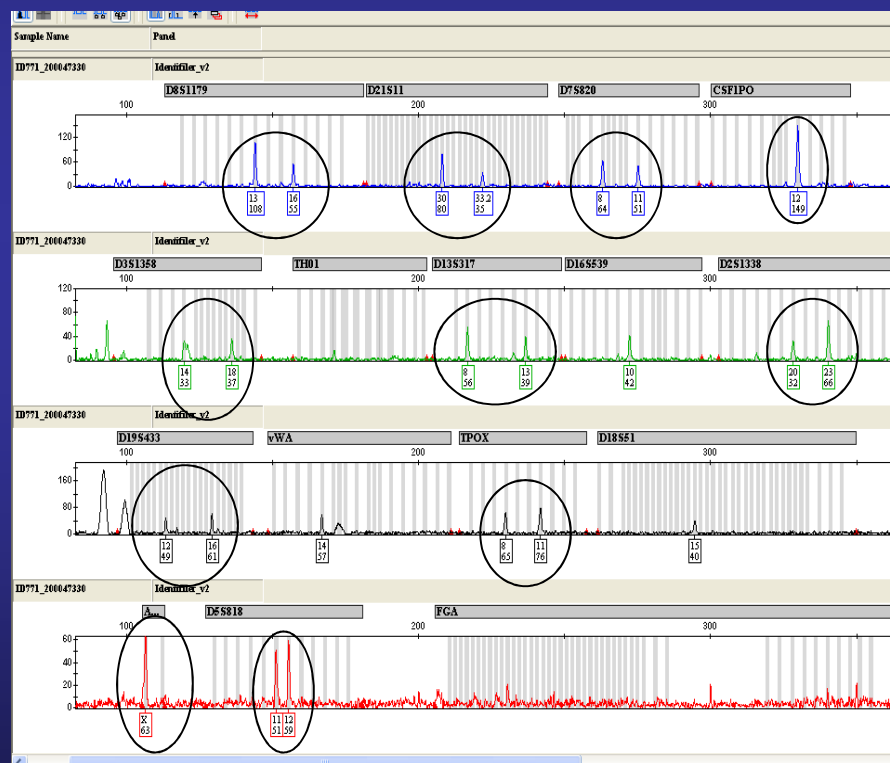 Sample Name Panel
ID771_200047330 Identifiler_v2
D8S1179 D21S11 D7S820 CSF1PO
100 200 300
120
60
0
13 16 30 33.2 8 11 12
108 55 80 35 64 51 149
ID771_200047330 Identifiler_v2
D3S1358 TH01 D13S317 D16S539 D2S1338
100 200 300
120
80
40
0
14 18 8 13 10 20 23
33 37 56 39 42 32 66
ID771_200047330 Identifiler_v2
D19S433 vWA TPOX D18S51
100 200 300
160
80
0
12 16 14 8 11 15
49 61 57 65 76 40
ID771_200047330 Identifiler_v2
A... D5S818 FGA
100 200 300
60
40
20
0
X 11 12
63 51 59